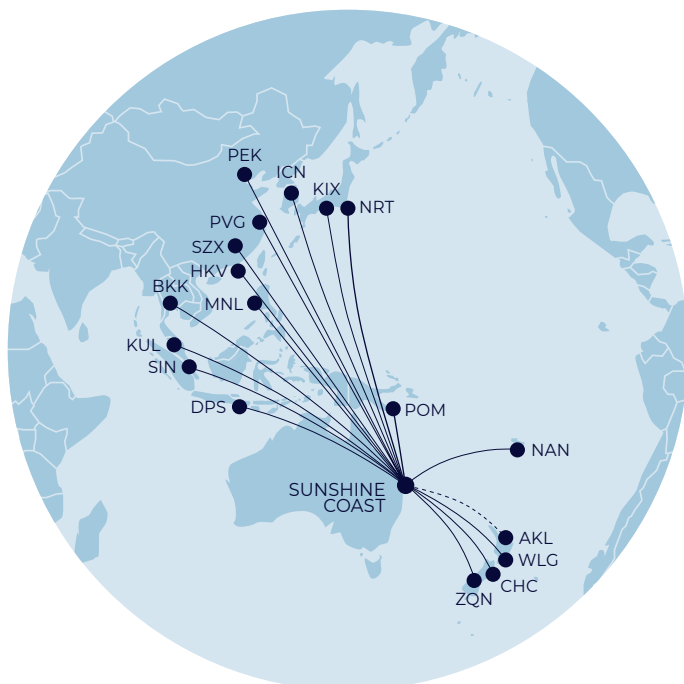 PEK
ICN
KIX
NRT
PVG
SZX
HKV
BKK
MNL
KUL
SIN
DPS
POM
NAN
SUNSHINE
COAST
AKL
WLG
CHC
ZQN